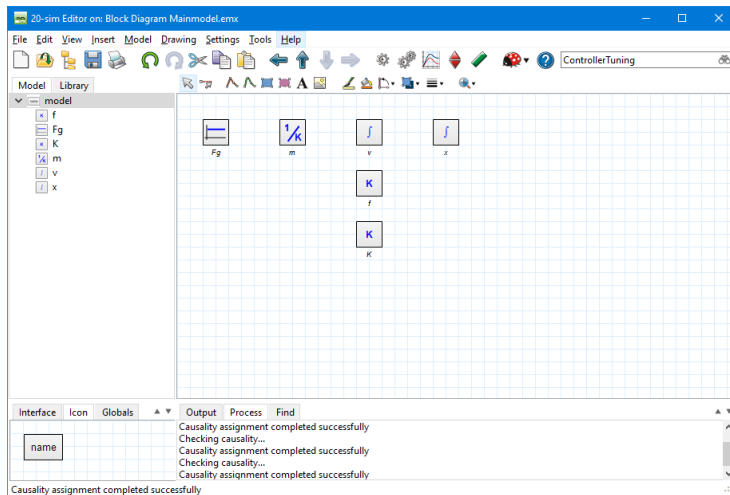 20-sim Editor on: Block Diagram Mainmodel.emx
File Edit View Insert Model Drawing Settings Tools Help
ControllerTuning
Model Library
model
f
Fg
K
m
v
x
1/K
K
K
Fg m v x
f
K
Interface Icon Globals
name
Output Process Find
Causality assignment completed successfully
Checking causality...
Causality assignment completed successfully
Checking causality...
Causality assignment completed successfully
Causality assignment completed successfully